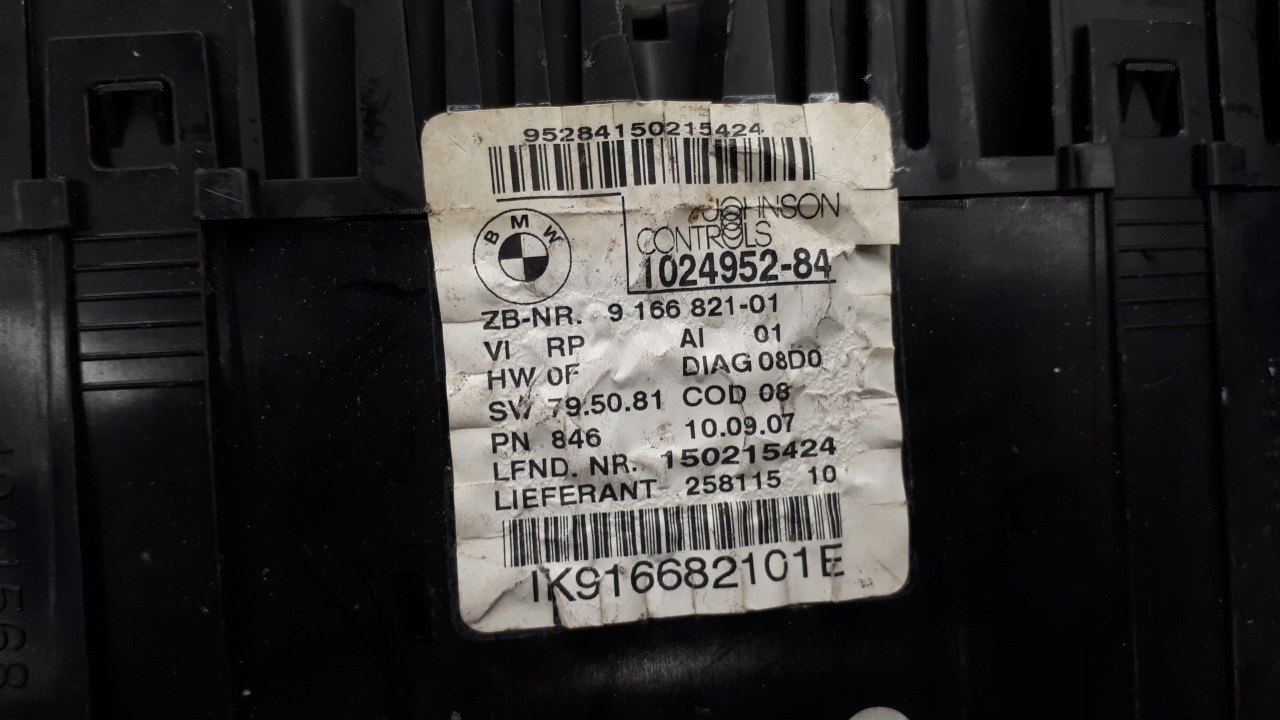 95284150215424
BMW
JOHNSON
CONTROLS
1024952-84
ZB-NR. 9 166 821-01
VI RP AI 01
HW 0F DIAG 08D0
SW 79.50.81 COD 08
PN 846 10.09.07
LFND. NR. 150215424
LIEFERANT 258115 10
IK916682101E